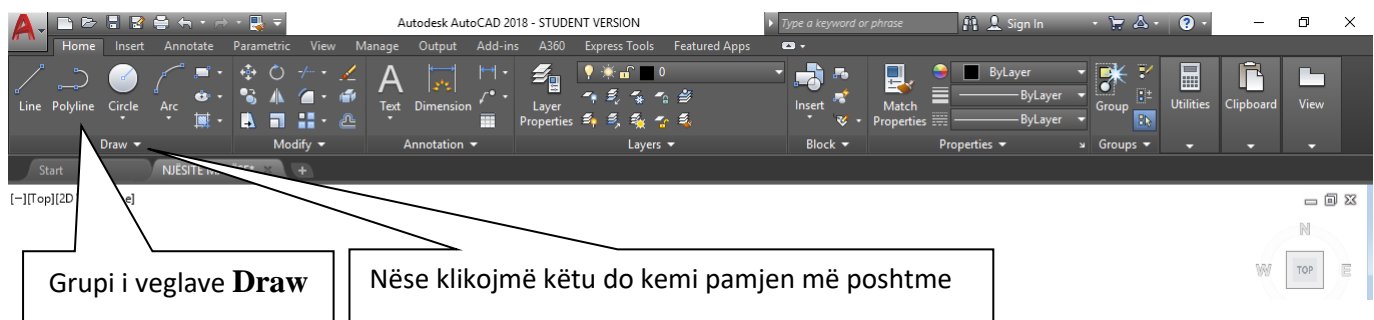 Autodesk AutoCAD 2018 - STUDENT VERSION
Type a keyword or phrase
Sign In
Home Insert Annotate Parametric View Manage Output Add-ins A360 Express Tools Featured Apps
0
ByLayer
Line Polyline Circle Arc
Text Dimension
Layer Properties
Insert
Match Properties
ByLayer
ByLayer
Group
Utilities
Clipboard
View
Draw
Modify
Annotation
Layers
Block
Properties
Groups
Start
[−][Top][2D
e]
N
W TOP E
Grupi i veglave Draw
Nëse klikojmë këtu do kemi pamjen më poshtme